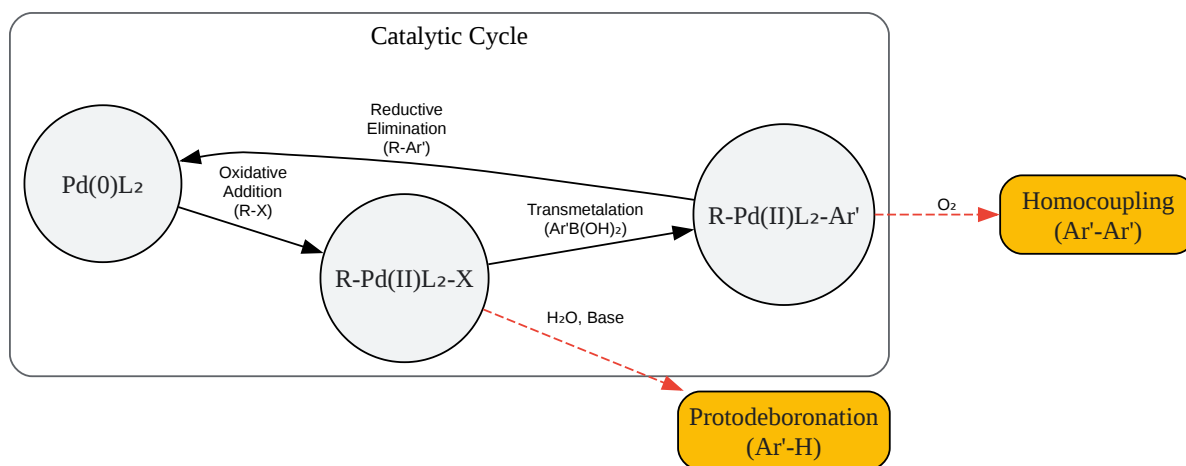 Catalytic Cycle
Reductive
Elimination
(R-Ar')
Pd(0)L₂
Oxidative
Addition
(R-X)
Transmetalation
(Ar'B(OH)₂)
R-Pd(II)L₂-X
R-Pd(II)L₂-Ar'
O₂
Homocoupling
(Ar'-Ar')
H₂O, Base
Protodeboronation
(Ar'-H)